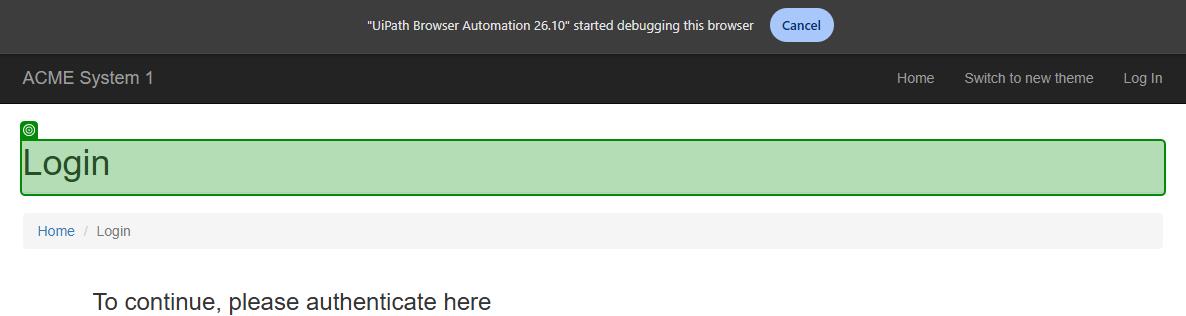 "UiPath Browser Automation 26.10" started debugging this browser Cancel
ACME System 1 Home Switch to new theme Log In
Login
Home / Login
To continue, please authenticate here